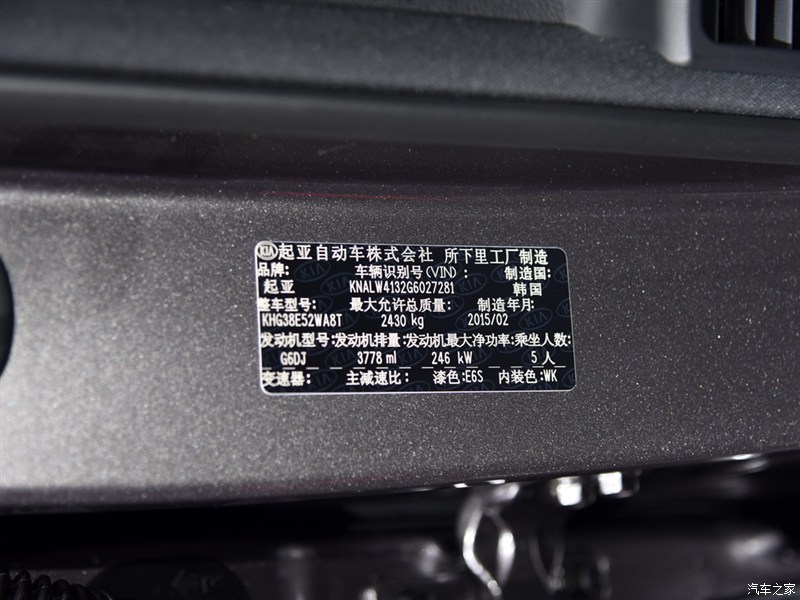 KIA 起亚自动车株式会社 所下里工厂制造
品牌: 车辆识别号(VIN): 制造国:
起亚 KNALW4132G6027281 韩国
整车型号: 最大允许总质量: 制造年月:
KHG38E52WA8T 2430 kg 2015/02
发动机型号:发动机排量:发动机最大净功率:乘坐人数:
G6DJ 3778 ml 246 kW 5 人
变速器: 主减速比: 漆色:E6S 内装色:WK
汽车之家